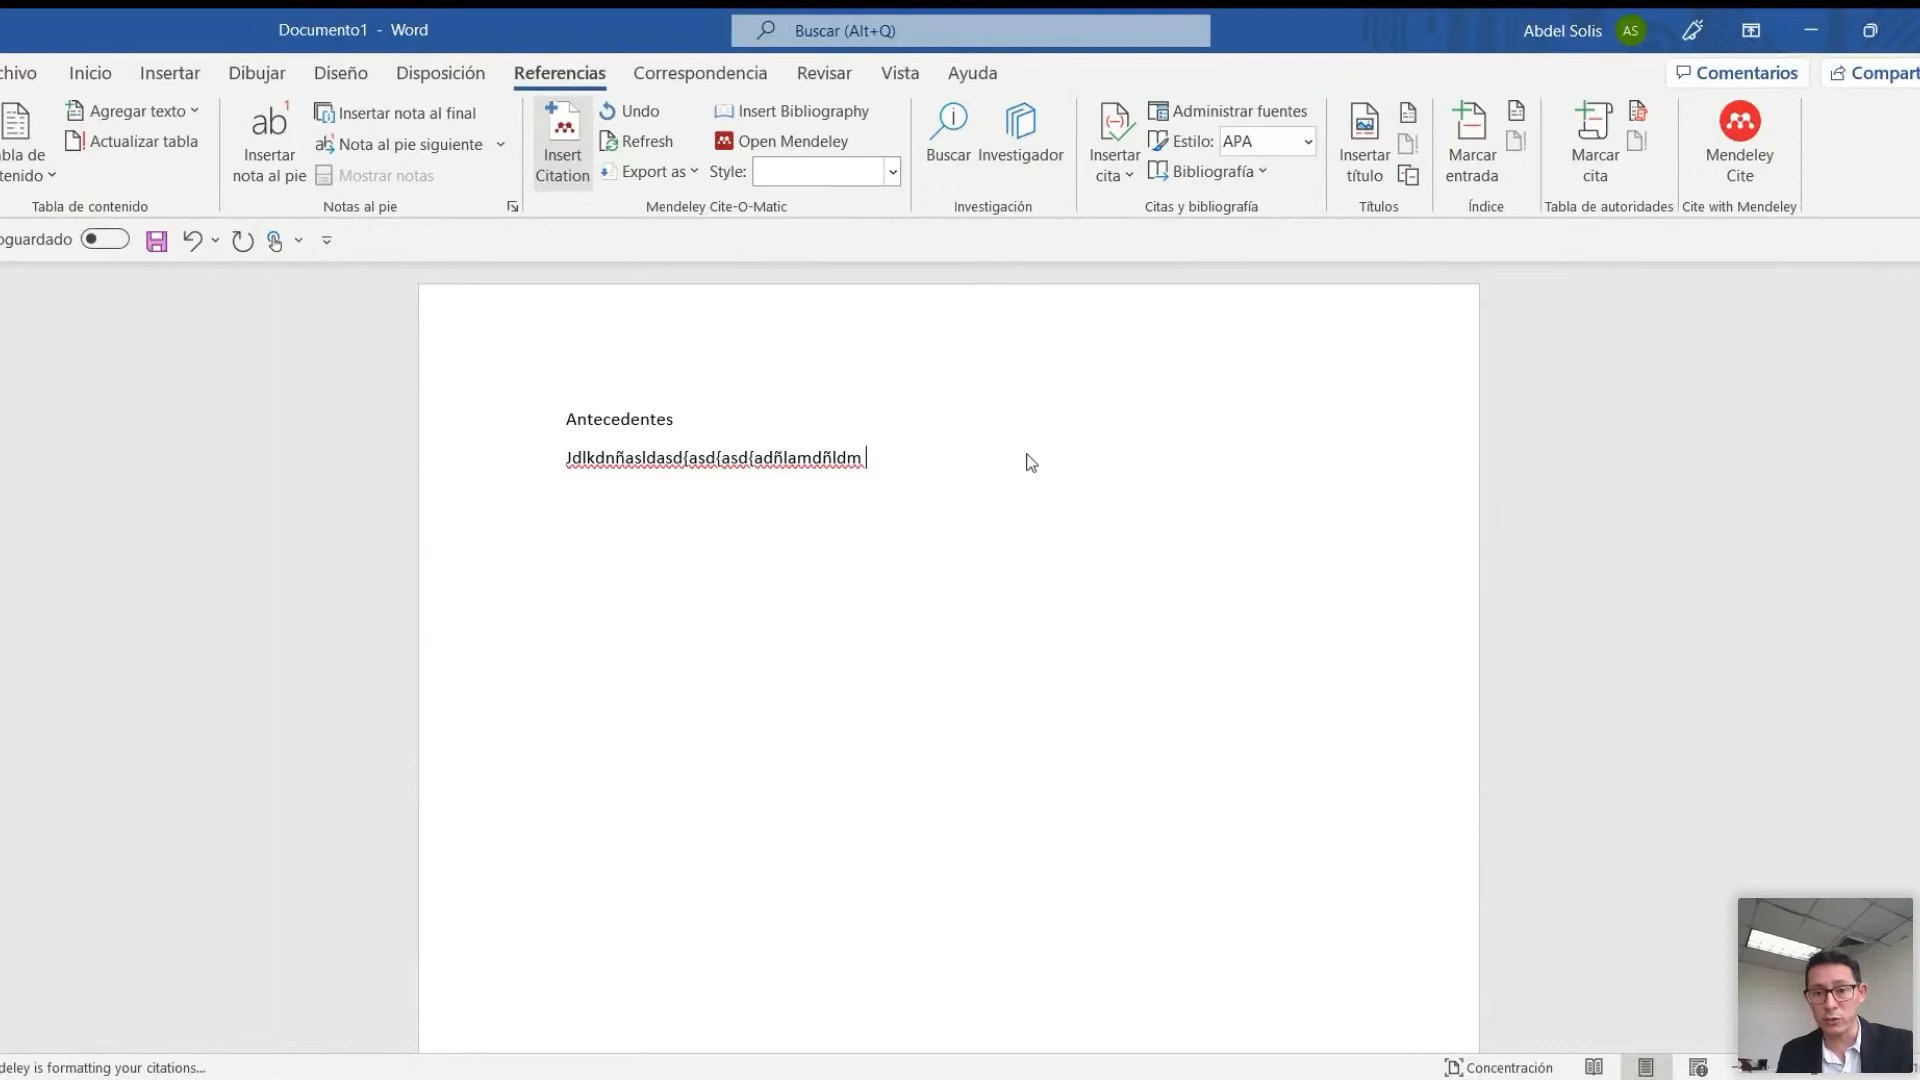 Documento1 - Word
Buscar (Alt+Q)
Abdel Solis
AS
chivo
Inicio
Insertar
Dibujar
Diseño
Disposición
Referencias
Correspondencia
Revisar
Vista
Ayuda
Comentarios
Compart
bla de
tenido
Agregar texto
Actualizar tabla
Tabla de contenido
ab1
Insertar
nota al pie
Insertar nota al final
Nota al pie siguiente
Mostrar notas
Notas al pie
Insert
Citation
Undo
Refresh
Export as
Insert Bibliography
Open Mendeley
Style:
Mendeley Cite-O-Matic
Buscar
Investigador
Investigación
Insertar
cita
Administrar fuentes
Estilo: APA
Bibliografía
Citas y bibliografía
Insertar
título
Títulos
Marcar
entrada
Índice
Marcar
cita
Tabla de autoridades
Mendeley
Cite
Cite with Mendeley
oguardado
Antecedentes
Jdlkdnñasldasd{asd{asd{adñlamdñldm
deley is formatting your citations...
Concentración